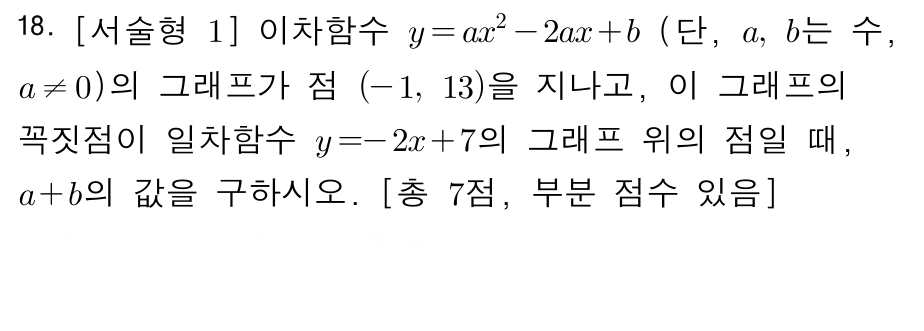 18. [서술형 1] 이차함수 y=ax²-2ax+b (단, a, b는 수,
a≠0)의 그래프가 점 (-1, 13)을 지나고, 이 그래프의
꼭짓점이 일차함수 y=-2x+7의 그래프 위의 점일 때,
a+b의 값을 구하시오. [총 7점, 부분 점수 있음]